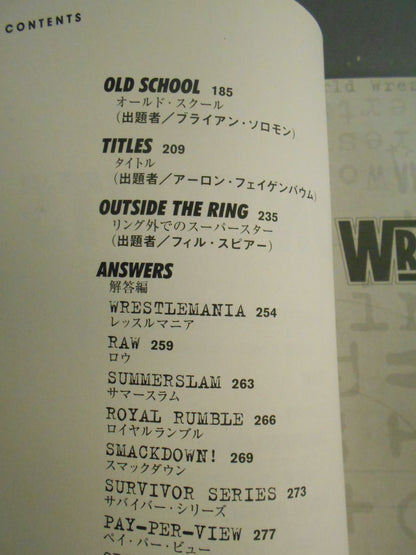 CONTENTS
OLD SCHOOL 185
オールド・スクール
(出題者／ブライアン・ソロモン)
TITLES 209
タイトル
(出題者／アーロン・フェイゲンバウム)
OUTSIDE THE RING 235
リング外でのスーパースター
(出題者／フィル・スピアー)
ANSWERS
解答編
WRESTLEMANIA 254
レッスルマニア
RAW 259
ロウ
SUMMERSLAM 263
サマースラム
ROYAL RUMBLE 266
ロイヤルランブル
SMACKDOWN! 269
スマックダウン
SURVIVOR SERIES 273
サバイバー・シリーズ
PAY-PER-VIEW 277
ペイ・パー・ビュー